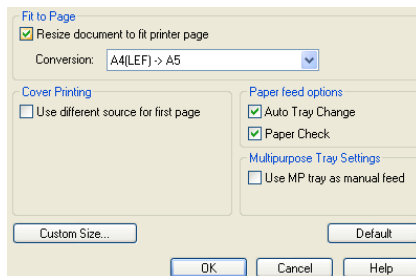 Fit to Page
Resize document to fit printer page
Conversion: A4(LEF) -> A5
Cover Printing
Use different source for first page
Paper feed options
Auto Tray Change
Paper Check
Multipurpose Tray Settings
Use MP tray as manual feed
Custom Size... Default
OK Cancel Help